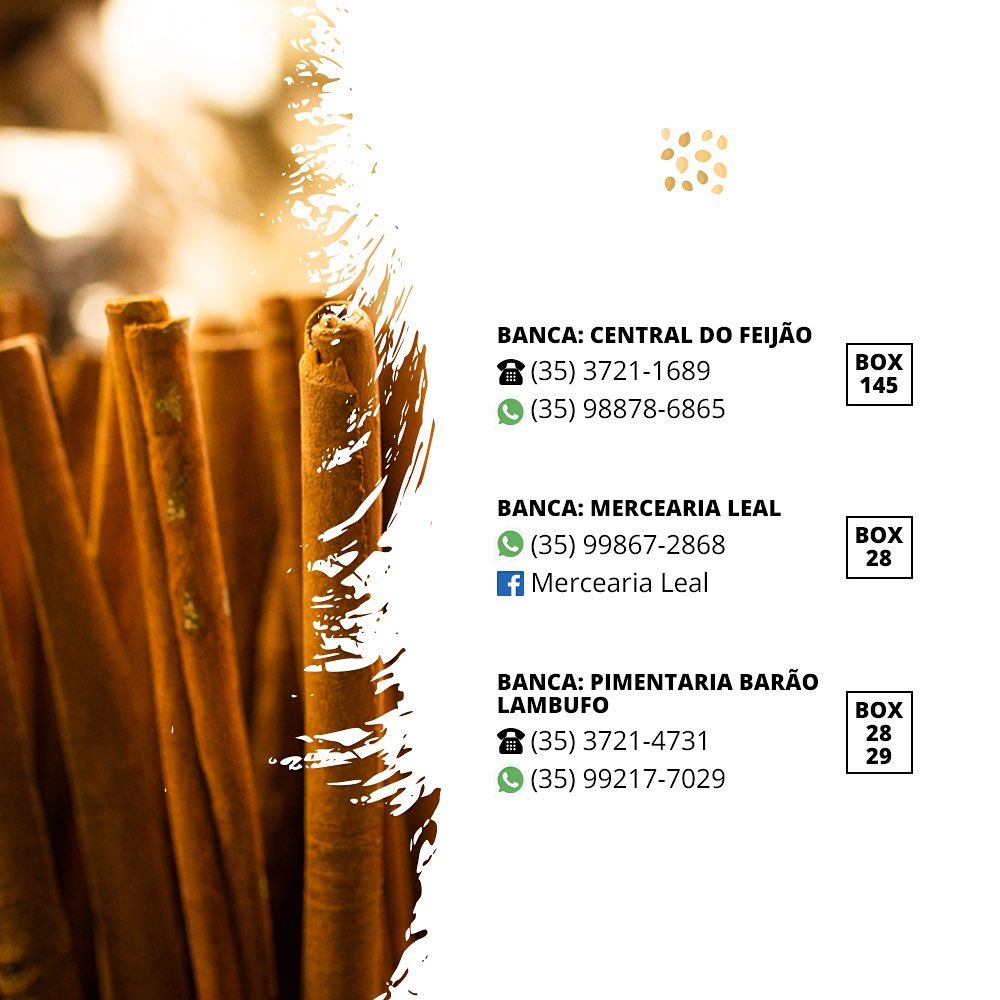 BANCA: CENTRAL DO FEIJÃO
(35) 3721-1689
(35) 98878-6865
BOX
145
BANCA: MERCEARIA LEAL
(35) 99867-2868
Mercearia Leal
BOX
28
BANCA: PIMENTARIA BARÃO
LAMBUFO
(35) 3721-4731
(35) 99217-7029
BOX
28
29